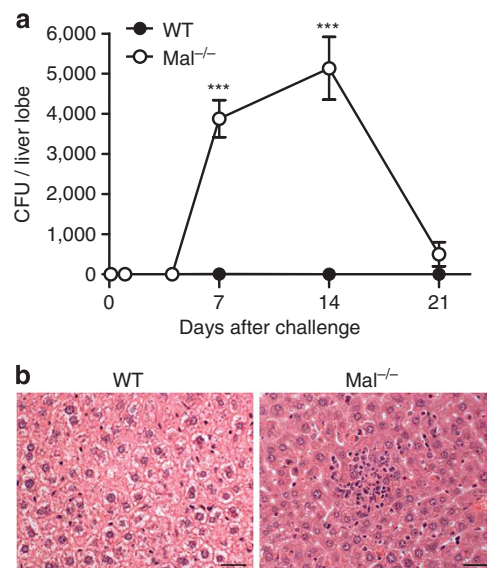 a
WT
Mal–/–
6,000
5,000
4,000
3,000
2,000
1,000
0
***
***
CFU / liver lobe
0 7 14 21
Days after challenge
b
WT Mal–/–